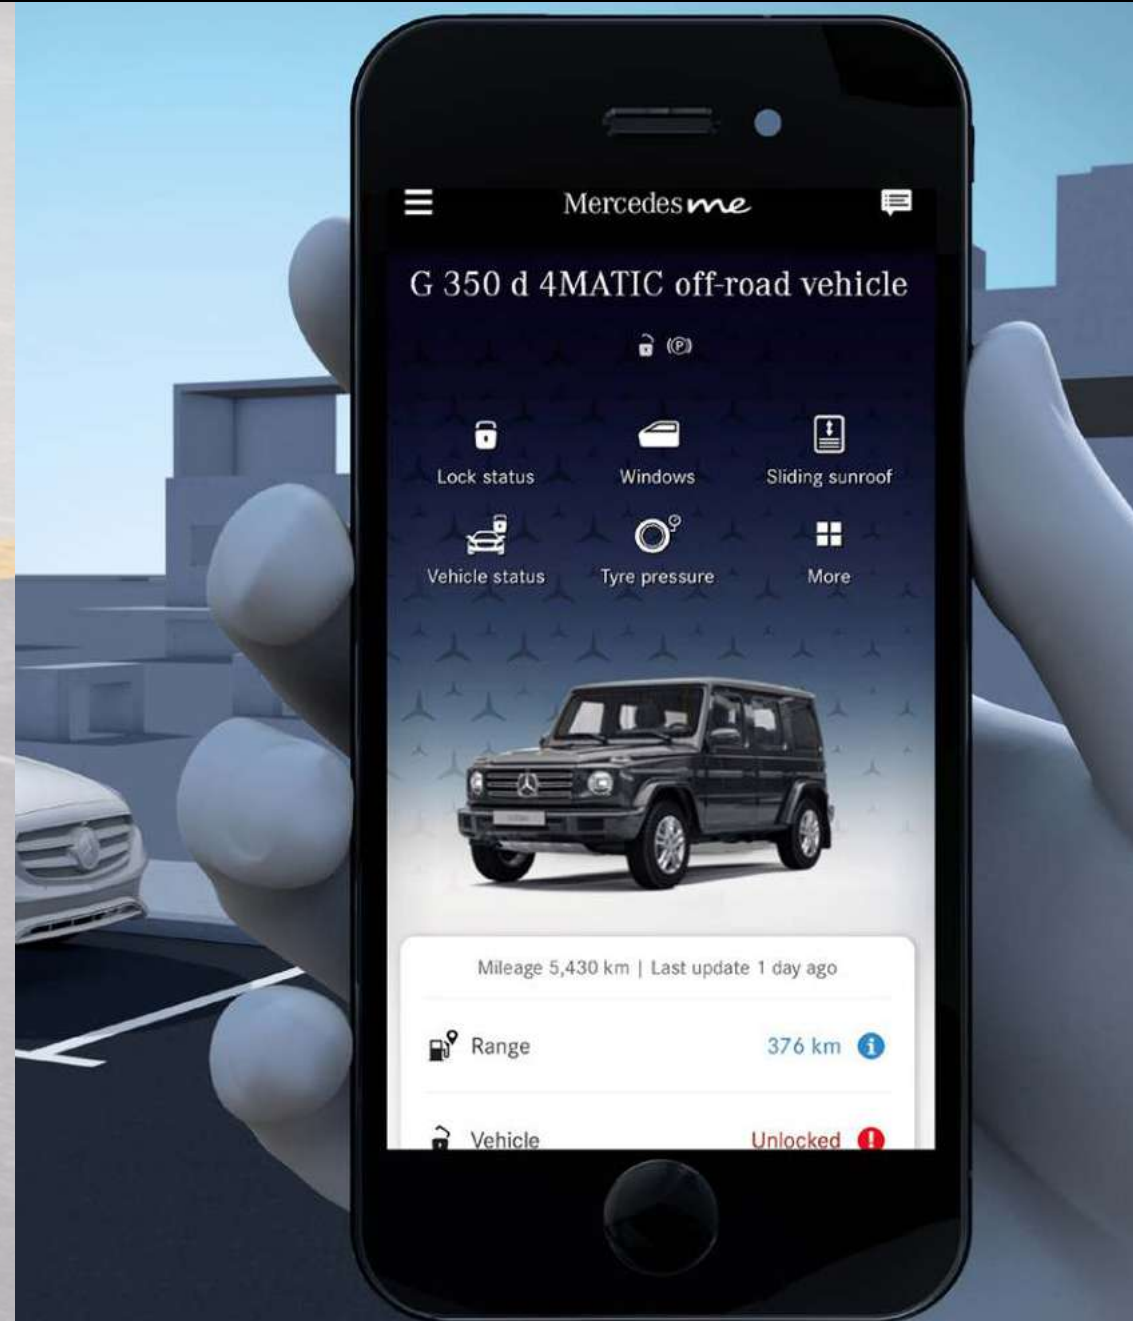 Mercedes me
G 350 d 4MATIC off-road vehicle
(P)
Lock status Windows Sliding sunroof
Vehicle status Tyre pressure More
Mileage 5,430 km | Last update 1 day ago
Range 376 km
Vehicle Unlocked